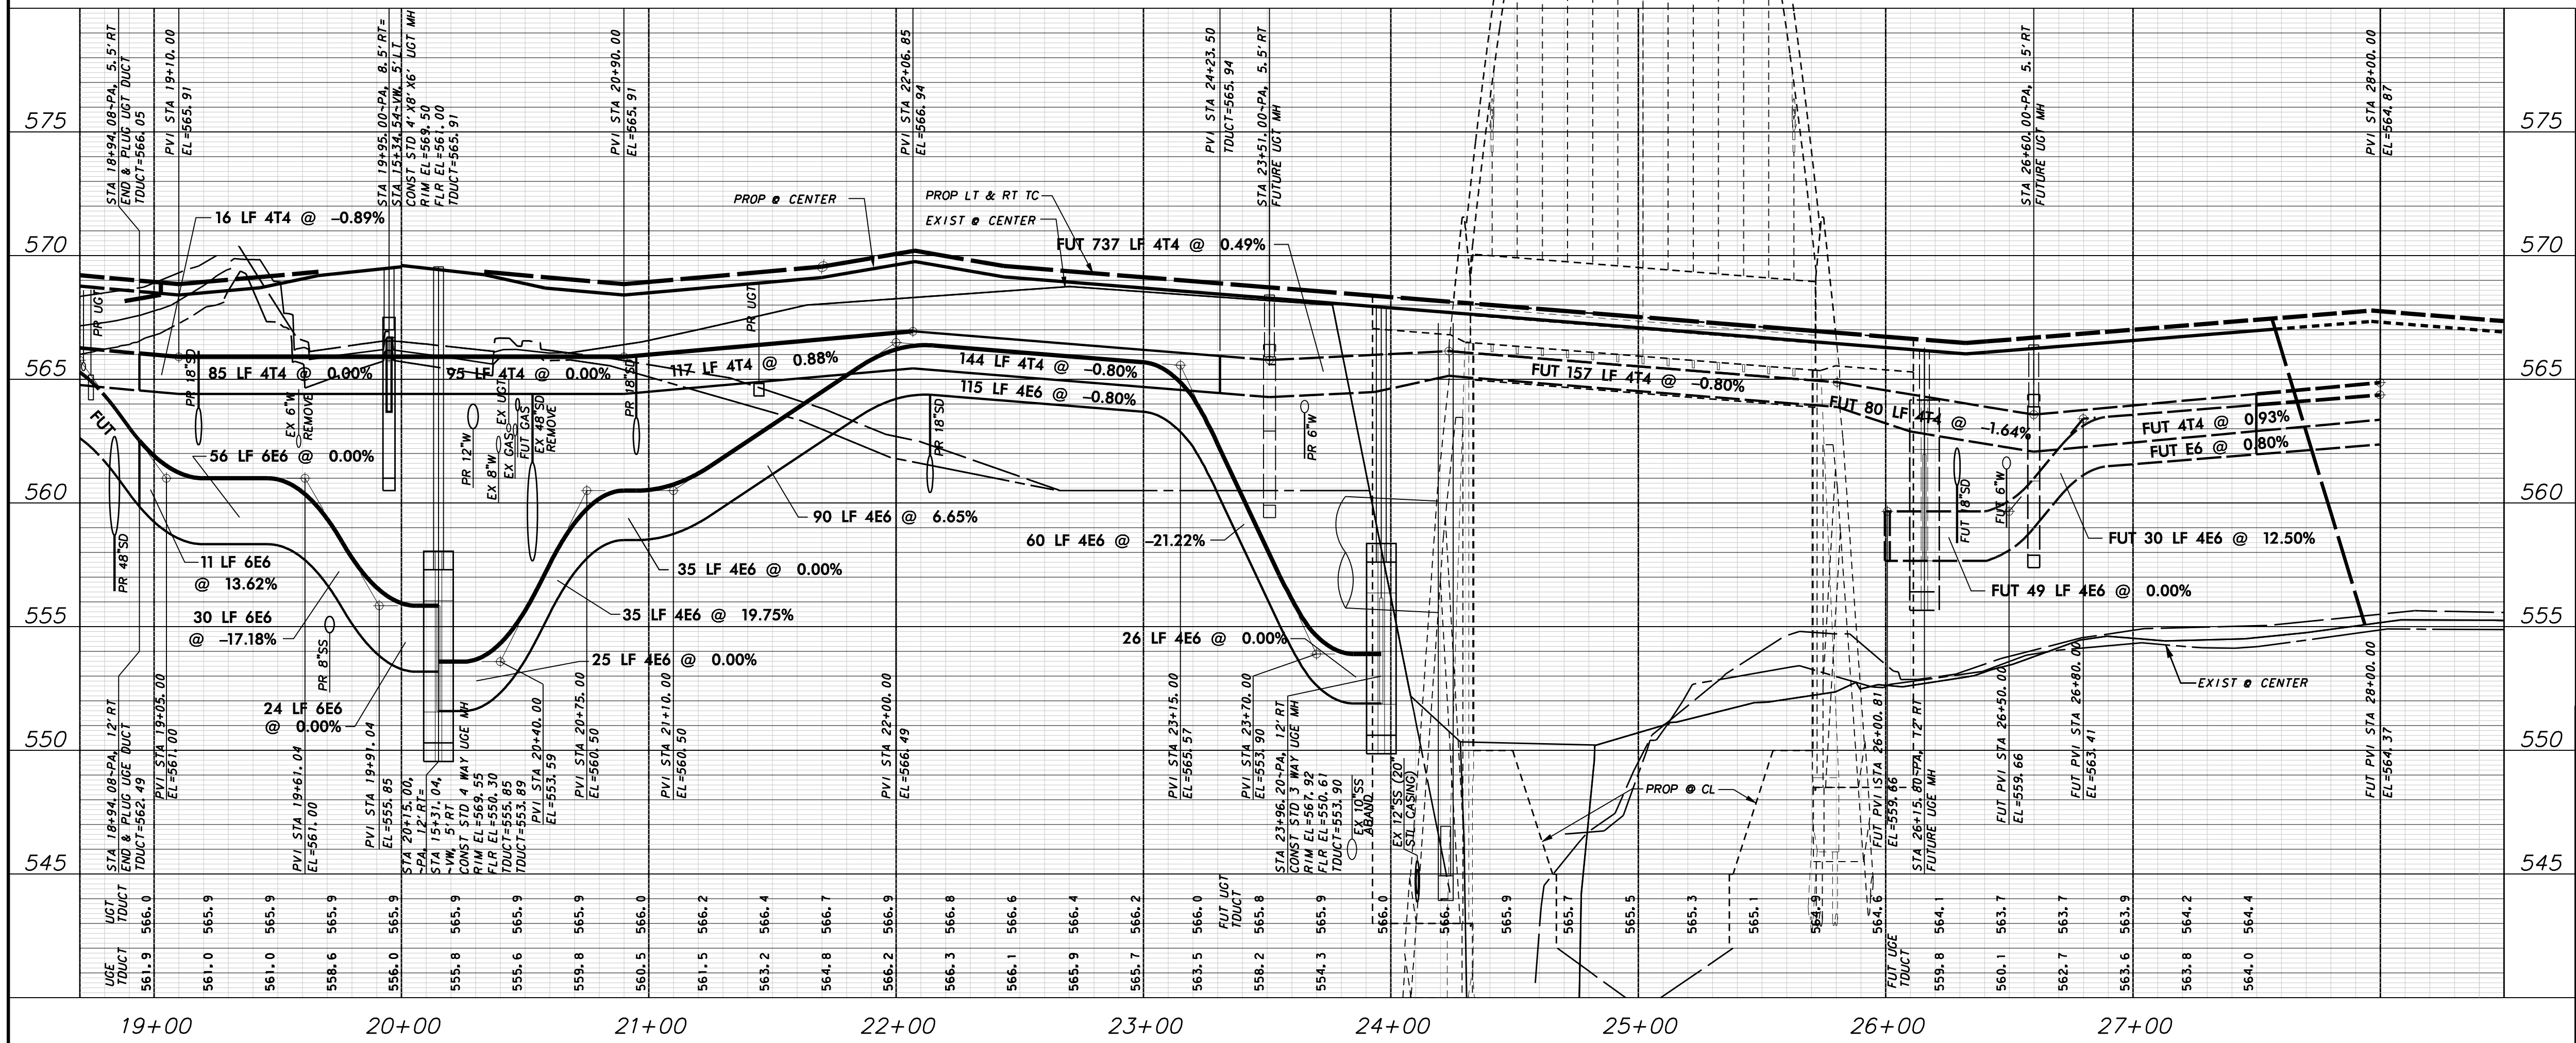 575
570
565
560
555
550
545
575
570
565
560
555
550
545
STA 18+94.08~PA, 5.5' RT
END & PLUG UGT DUCT
TDUCT=566.05
PVI STA 19+10.00
EL=565.91
STA 19+95.00~PA, 8.5' RT=
STA 15+34.54~VW, 5' LT
CONST STD 4'X8'X6' UGT MH
RIM EL=569.50
FLR EL=561.00
TDUCT=565.91
PVI STA 20+90.00
EL=565.91
PVI STA 22+06.85
EL=566.94
PVI STA 24+23.50
TDUCT=565.94
STA 23+51.00~PA, 5.5' RT
FUTURE UGT MH
STA 26+60.00~PA, 5.5' RT
FUTURE UGT MH
PVI STA 28+00.00
EL=564.87
16 LF 4T4 @ -0.89%
PROP @ CENTER
PROP LT & RT TC
EXIST @ CENTER
FUT 737 LF 4T4 @ 0.49%
PR UGT
PR UGT
PR 18"SD
85 LF 4T4 @ 0.00%
EX 6"W
REMOVE
95 LF 4T4 @ 0.00%
PR 18"SD
117 LF 4T4 @ 0.88%
144 LF 4T4 @ -0.80%
115 LF 4E6 @ -0.80%
FUT 157 LF 4T4 @ -0.80%
FUT 80 LF 4T4 @ -1.64%
FUT 4T4 @ 0.93%
FUT E6 @ 0.80%
FUT
56 LF 6E6 @ 0.00%
PR 12"W
EX 8"W
EX UGT
EX GAS
FUT GAS
EX 48"SD
REMOVE
PR 18"SD
PR 6"W
FUT 18"SD
FUT 6"W
PR 48"SD
11 LF 6E6
@ 13.62%
30 LF 6E6
@ -17.18%
PR 8"SS
24 LF 6E6
@ 0.00%
90 LF 4E6 @ 6.65%
35 LF 4E6 @ 0.00%
35 LF 4E6 @ 19.75%
25 LF 4E6 @ 0.00%
60 LF 4E6 @ -21.22%
26 LF 4E6 @ 0.00%
FUT 30 LF 4E6 @ 12.50%
FUT 49 LF 4E6 @ 0.00%
EXIST @ CENTER
PROP @ CL
STA 18+94.08~PA, 12' RT
END & PLUG UGE DUCT
TDUCT=562.49
PVI STA 19+05.00
EL=561.00
PVI STA 19+61.04
EL=561.00
PVI STA 19+91.04
EL=555.85
STA 20+15.00,
~PA, 12' RT=
STA 15+31.04,
~VW, 5' RT
CONST STD 4 WAY UGE MH
RIM EL=569.55
FLR EL=550.30
TDUCT=555.85
TDUCT=553.89
PVI STA 20+40.00
EL=553.59
PVI STA 20+75.00
EL=560.50
PVI STA 21+10.00
EL=560.50
PVI STA 22+00.00
EL=566.49
PVI STA 23+15.00
EL=565.57
PVI STA 23+70.00
EL=553.90
STA 23+96.20~PA, 12' RT
CONST STD 3 WAY UGE MH
RIM EL=567.92
FLR EL=550.61
TDUCT=553.90
EX 10"SS
ABAND
EX 12"SS (20"
STL CASING)
FUT PVI STA 26+00.81
EL=559.66
STA 26+15.80~PA, 12' RT
FUTURE UGE MH
FUT PVI STA 26+50.00
EL=559.66
FUT PVI STA 26+80.00
EL=563.41
FUT PVI STA 28+00.00
EL=564.37
UGT
TDUCT
566.0 565.9 565.9 565.9 565.9 565.9 565.9 565.9 566.0 566.2 566.4 566.7 566.9 566.8 566.6 566.4 566.2 566.0
FUT UGT
TDUCT
565.8 565.9 566.0 566. 565.9 565.7 565.5 565.3 565.1 564.9 564.6 564.1 563.7 563.7 563.9 564.2 564.4
UGE
TDUCT
561.9 561.0 561.0 558.6 556.0 555.8 555.6 559.8 560.5 561.5 563.2 564.8 566.2 566.3 566.1 565.9 565.7 563.5 558.2 554.3
FUT UGE
TDUCT
559.8 560.1 562.7 563.6 563.8 564.0
19+00 20+00 21+00 22+00 23+00 24+00 25+00 26+00 27+00